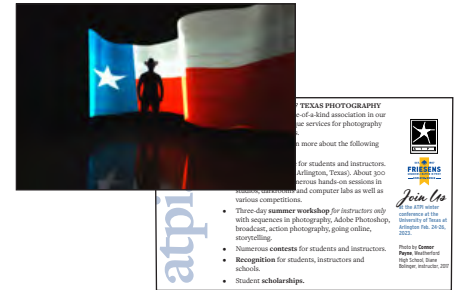 TEXAS PHOTOGRAPHY
e-of-a-kind association in our
ue services for photography
n more about the following
for students and instructors.
Arlington, Texas). About 300
erous hands-on sessions in
studios, darkrooms and computer labs as well as
various competitions.
• Three-day summer workshop for instructors only
with sequences in photography, Adobe Photoshop,
broadcast, action photography, going online,
storytelling.
• Numerous contests for students and instructors.
• Recognition for students, instructors and
schools.
• Student scholarships.
atpi
FRIESENS
Join Us
at the ATPI winter
conference at the
University of Texas at
Arlington Feb. 24-26,
2023.
Photo by Connor
Payne, Weatherford
High School, Diane
Bolinger, instructor, 2017